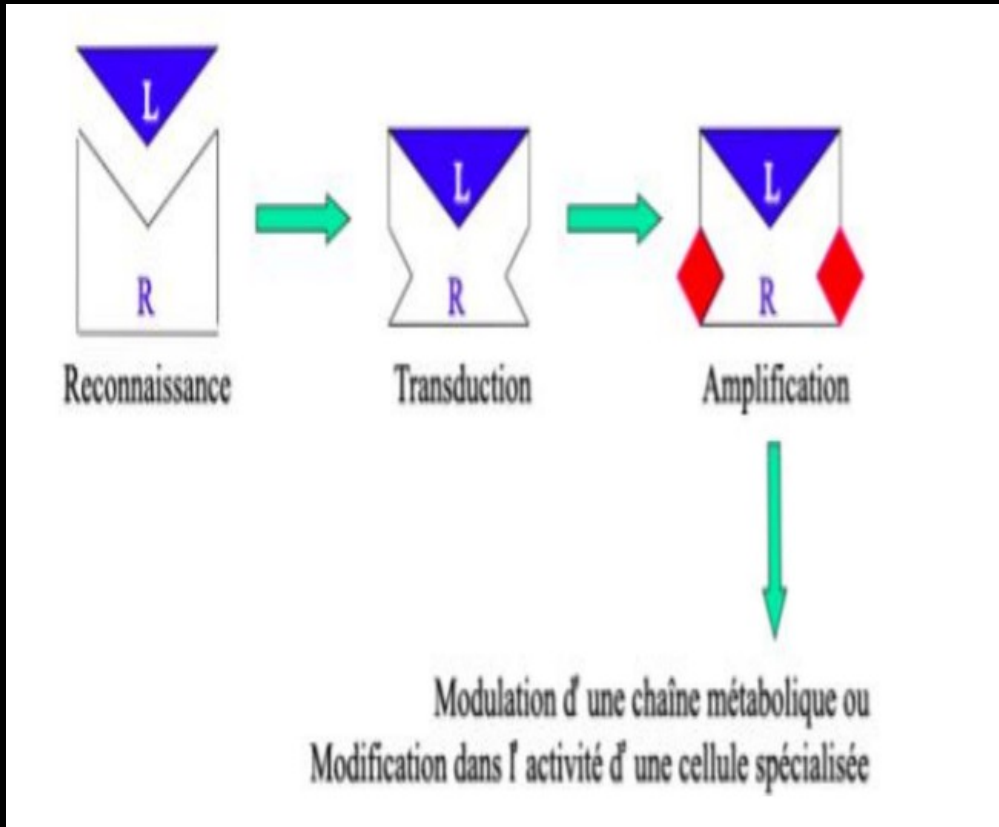 L
R
Reconnaissance
L
R
Transduction
L
R
Amplification
Modulation d' une chaîne métabolique ou
Modification dans l' activité d' une cellule spécialisée